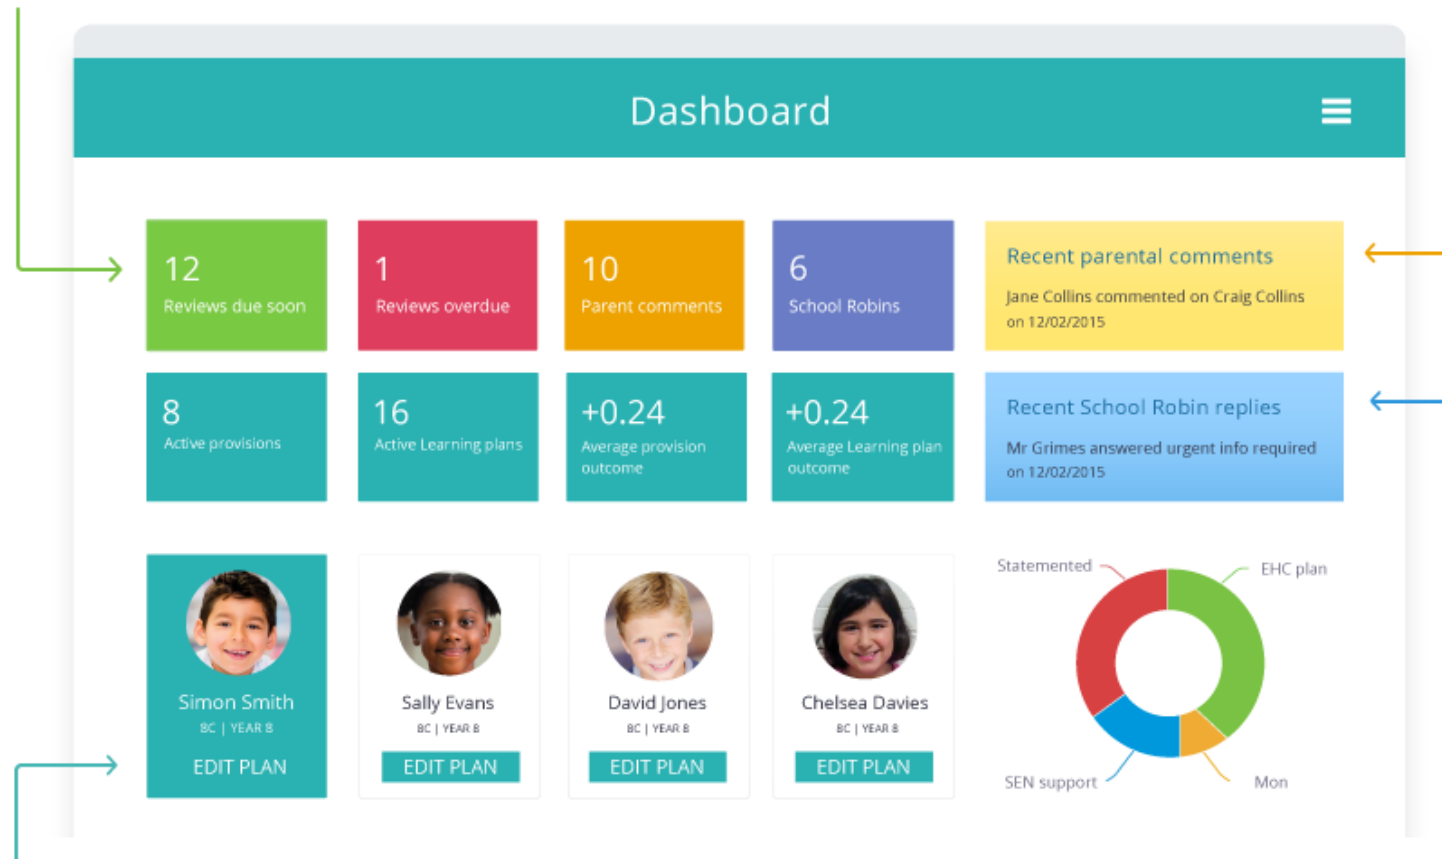 Dashboard
12
Reviews due soon
1
Reviews overdue
10
Parent comments
6
School Robins
Recent parental comments
Jane Collins commented on Craig Collins
on 12/02/2015
8
Active provisions
16
Active Learning plans
+0.24
Average provision
outcome
+0.24
Average Learning plan
outcome
Recent School Robin replies
Mr Grimes answered urgent info required
on 12/02/2015
Simon Smith
8C | YEAR 8
EDIT PLAN
Sally Evans
8C | YEAR 8
EDIT PLAN
David Jones
8C | YEAR 8
EDIT PLAN
Chelsea Davies
8C | YEAR 8
EDIT PLAN
Statemented
EHC plan
SEN support
Mon